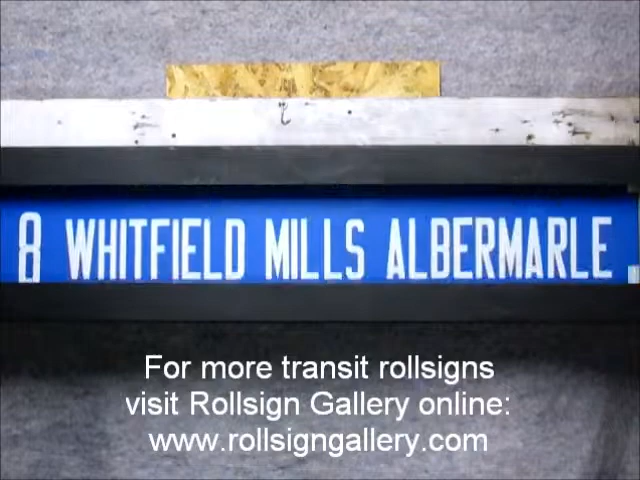 8 WHITFIELD MILLS ALBERMARLE
For more transit rollsigns
visit Rollsign Gallery online:
www.rollsigngallery.com